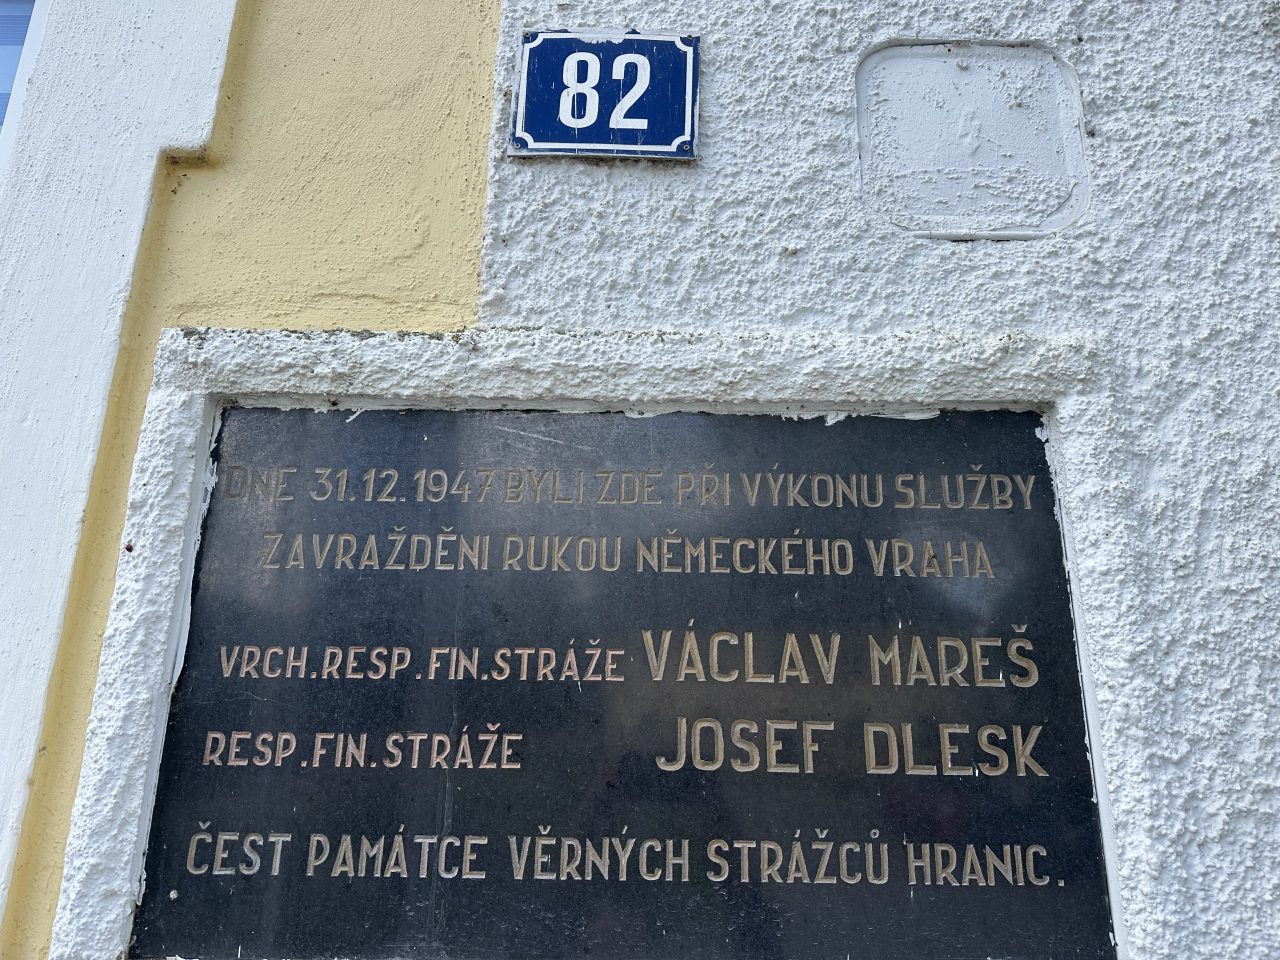 82
DNE 31.12.1947 BYLI ZDE PŘI VÝKONU SLUŽBY
ZAVRAŽDĚNI RUKOU NĚMECKÉHO VRAHA
VRCH.RESP.FIN.STRÁŽE VÁCLAV MAREŠ
RESP.FIN.STRÁŽE JOSEF DLESK
ČEST PAMÁTCE VĚRNÝCH STRÁŽCŮ HRANIC.